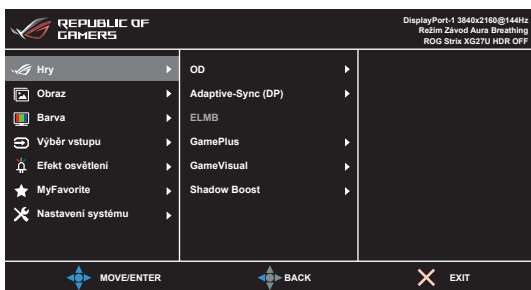 REPUBLIC OF
GAMERS
DisplayPort-1 3840x2160@144Hz
Režim Závod Aura Breathing
ROG Strix XG27U HDR OFF
Hry
Obraz
Barva
Výběr vstupu
Efekt osvětlení
MyFavorite
Nastavení systému
OD
Adaptive-Sync (DP)
ELMB
GamePlus
GameVisual
Shadow Boost
MOVE/ENTER
BACK
EXIT